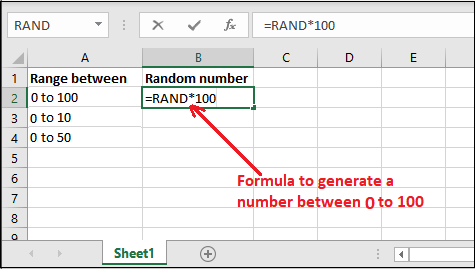 RAND =RAND*100
A B C D E
1 Range between Random number
2 0 to 100 =RAND*100
3 0 to 10
4 0 to 50
5
6 Formula to generate a
7 number between 0 to 100
8
9
Sheet1